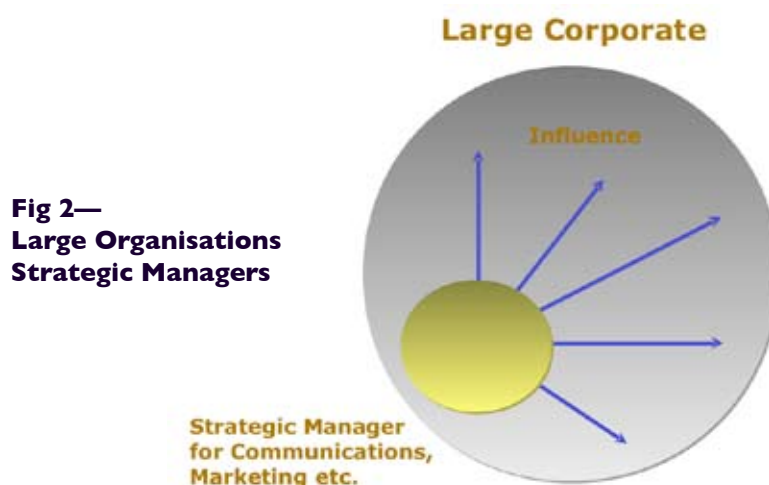 Large Corporate
Influence
Fig 2—
Large Organisations
Strategic Managers
Strategic Manager
for Communications,
Marketing etc.